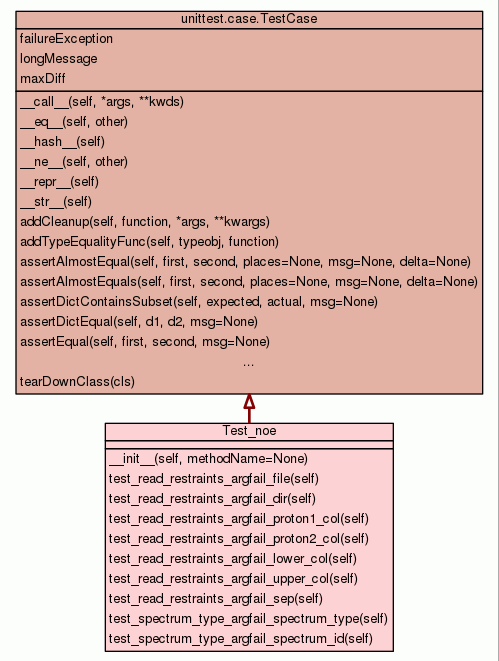 unittest.case.TestCase
failureException
longMessage
maxDiff
__call__(self, *args, **kwds)
__eq__(self, other)
__hash__(self)
__ne__(self, other)
__repr__(self)
__str__(self)
addCleanup(self, function, *args, **kwargs)
addTypeEqualityFunc(self, typeobj, function)
assertAlmostEqual(self, first, second, places=None, msg=None, delta=None)
assertAlmostEquals(self, first, second, places=None, msg=None, delta=None)
assertDictContainsSubset(self, expected, actual, msg=None)
assertDictEqual(self, d1, d2, msg=None)
assertEqual(self, first, second, msg=None)
...
tearDownClass(cls)
Test_noe
__init__(self, methodName=None)
test_read_restraints_argfail_file(self)
test_read_restraints_argfail_dir(self)
test_read_restraints_argfail_proton1_col(self)
test_read_restraints_argfail_proton2_col(self)
test_read_restraints_argfail_lower_col(self)
test_read_restraints_argfail_upper_col(self)
test_read_restraints_argfail_sep(self)
test_spectrum_type_argfail_spectrum_type(self)
test_spectrum_type_argfail_spectrum_id(self)